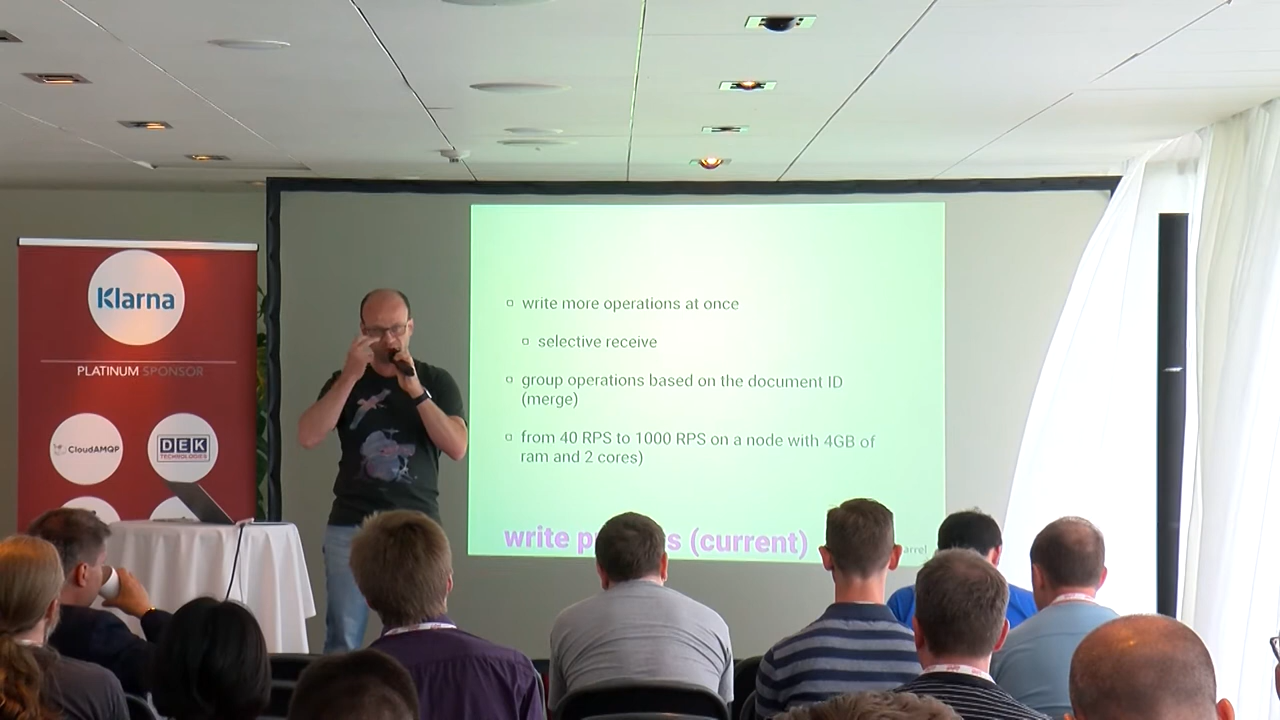 Klarna
PLATINUM SPONSOR
CloudAMQP
DEK
TECHNOLOGIES
▫ write more operations at once
▫ selective receive
▫ group operations based on the document ID
(merge)
▫ from 40 RPS to 1000 RPS on a node with 4GB of
ram and 2 cores)
write (current)